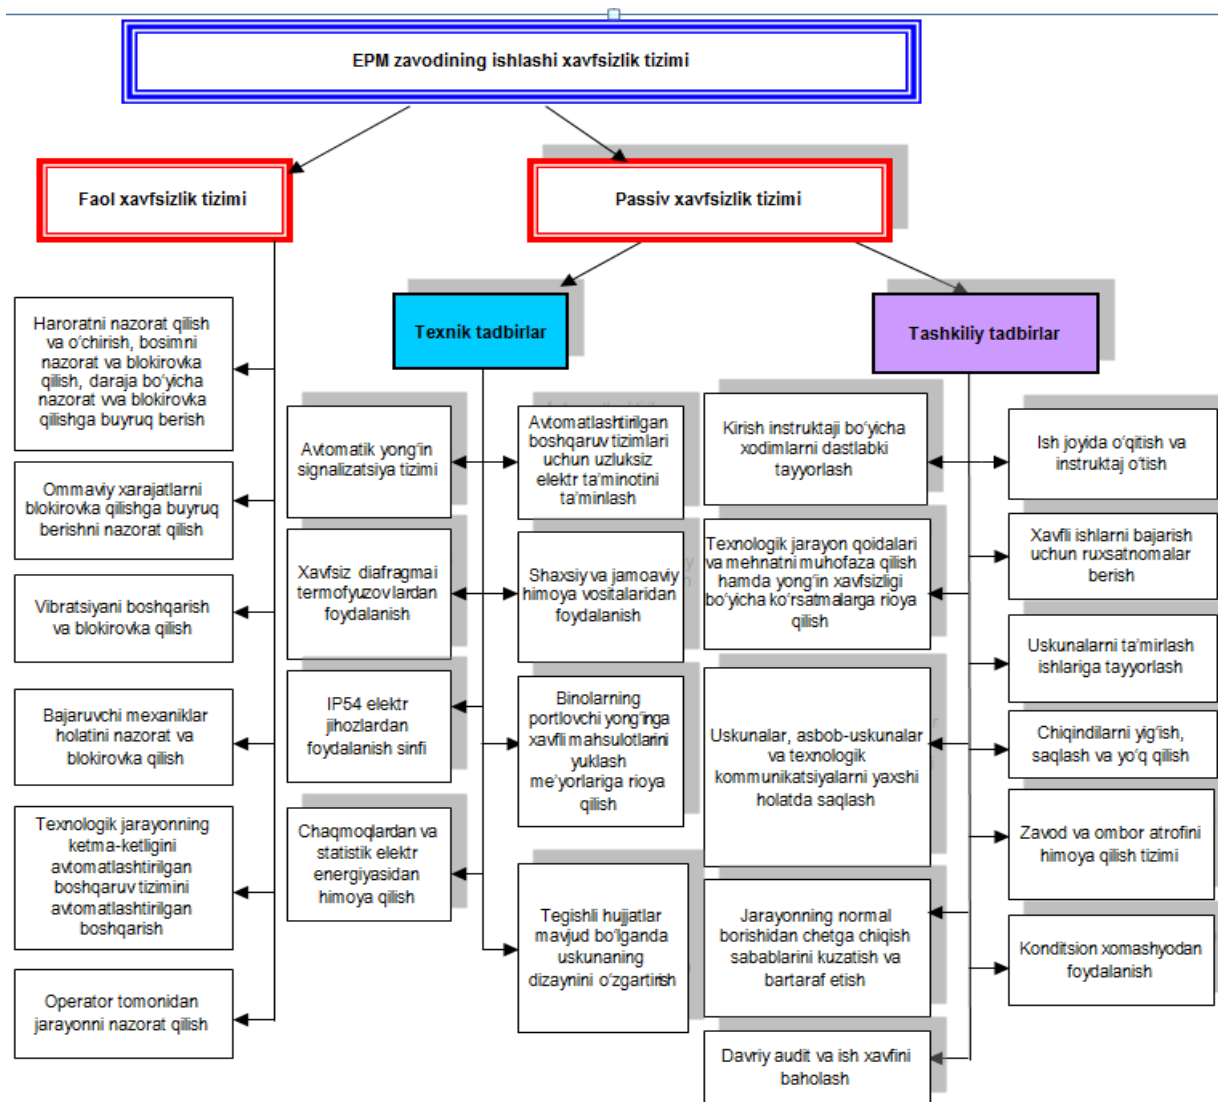 EPM zavodining ishlashi xavfsizlik tizimi
Faol xavfsizlik tizimi
Passiv xavfsizlik tizimi
Haroratni nazorat qilish
va o'chirish, bosimni
nazorat va blokirovka
qilish, daraja bo'yicha
nazorat vva blokirovka
qilishga buyruq berish
Ommaviy xarajatlarni
blokirovka qilishga buyruq
berishni nazorat qilish
Vibratsiyani boshqarish
va blokirovka qilish
Bajaruvchi mexaniklar
holatini nazorat va
blokirovka qilish
Texnologik jarayonning
ketma-ketligini
avtomatlashtirilgan
boshqaruv tizimini
avtomatlashtirilgan
boshqarish
Operator tomonidan
jarayonni nazorat qilish
Texnik tadbirlar
Avtomatik yong'in
signalizatsiya tizimi
Xavfsiz diafragmai
termofyuzovlardan
foydalanish
IP54 elektr
jihozlardan
foydalanish sinfi
Chaqmoqlardan va
statistik elektr
energiyasidan
himoya qilish
Avtomatlashtirilgan
boshqaruv tizimlari
uchun uzluksiz
elektr ta'minotini
ta'minlash
Shaxsiy va jamoaviy
himoya vositalaridan
foydalanish
Binolarning
portlovchi yong'inga
xavfli mahsulotlarini
yuklash
me'yorlariga rioya
qilish
Tegishli hujjatlar
mavjud bo'lganda
uskunaning
dizaynini o'zgartirish
Tashkiliy tadbirlar
Kirish instruktaji bo'yicha
xodimlarni dastlabki
tayyorlash
Texnologik jarayon qoidalari
va mehnatni muhofaza qilish
hamda yong'in xavfsizligi
bo'yicha ko'rsatmalarga rioya
qilish
Uskunalar, asbob-uskunalar
va texnologik
kommunikatsiyalarni yaxshi
holatda saqlash
Jarayonning normal
borishidan chetga chiqish
sabablarini kuzatish va
bartaraf etish
Davriy audit va ish xavfini
baholash
Ish joyida o'qitish va
instruktaj o'tish
Xavfli ishlarni bajarish
uchun ruxsatnomalar
berish
Uskunalarni ta'mirlash
ishlariga tayyorlash
Chiqindilarni yig'ish,
saqlash va yo'q qilish
Zavod va ombor atrofini
himoya qilish tizimi
Konditsion xomashyodan
foydalanish